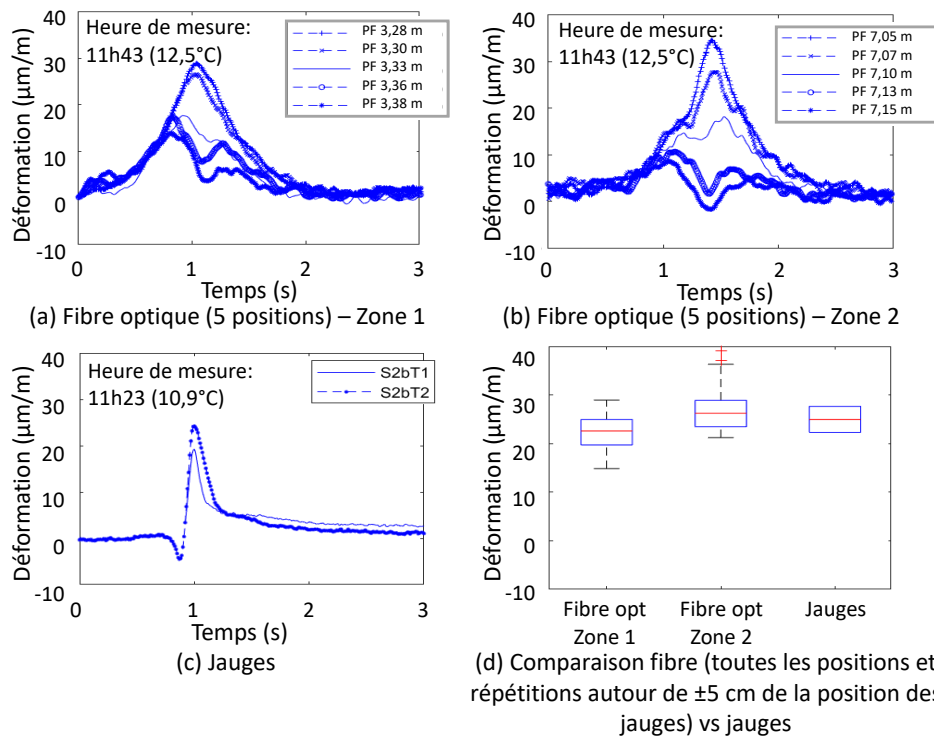 Heure de mesure:
11h43 (12,5°C)
PF 3,28 m
PF 3,30 m
PF 3,33 m
PF 3,36 m
PF 3,38 m
Déformation (µm/m)
40
30
20
10
0
-10
0
1
2
3
Temps (s)
(a) Fibre optique (5 positions) – Zone 1
Heure de mesure:
11h43 (12,5°C)
PF 7,05 m
PF 7,07 m
PF 7,10 m
PF 7,13 m
PF 7,15 m
Déformation (µm/m)
40
30
20
10
0
-10
0
1
2
3
Temps (s)
(b) Fibre optique (5 positions) – Zone 2
Heure de mesure:
11h23 (10,9°C)
S2bT1
S2bT2
Déformation (µm/m)
40
30
20
10
0
-10
0
1
2
3
Temps (s)
(c) Jauges
Déformation (µm/m)
40
30
20
10
0
-10
Fibre opt
Zone 1
Fibre opt
Zone 2
Jauges
(d) Comparaison fibre (toutes les positions et
répétitions autour de ±5 cm de la position des
jauges) vs jauges